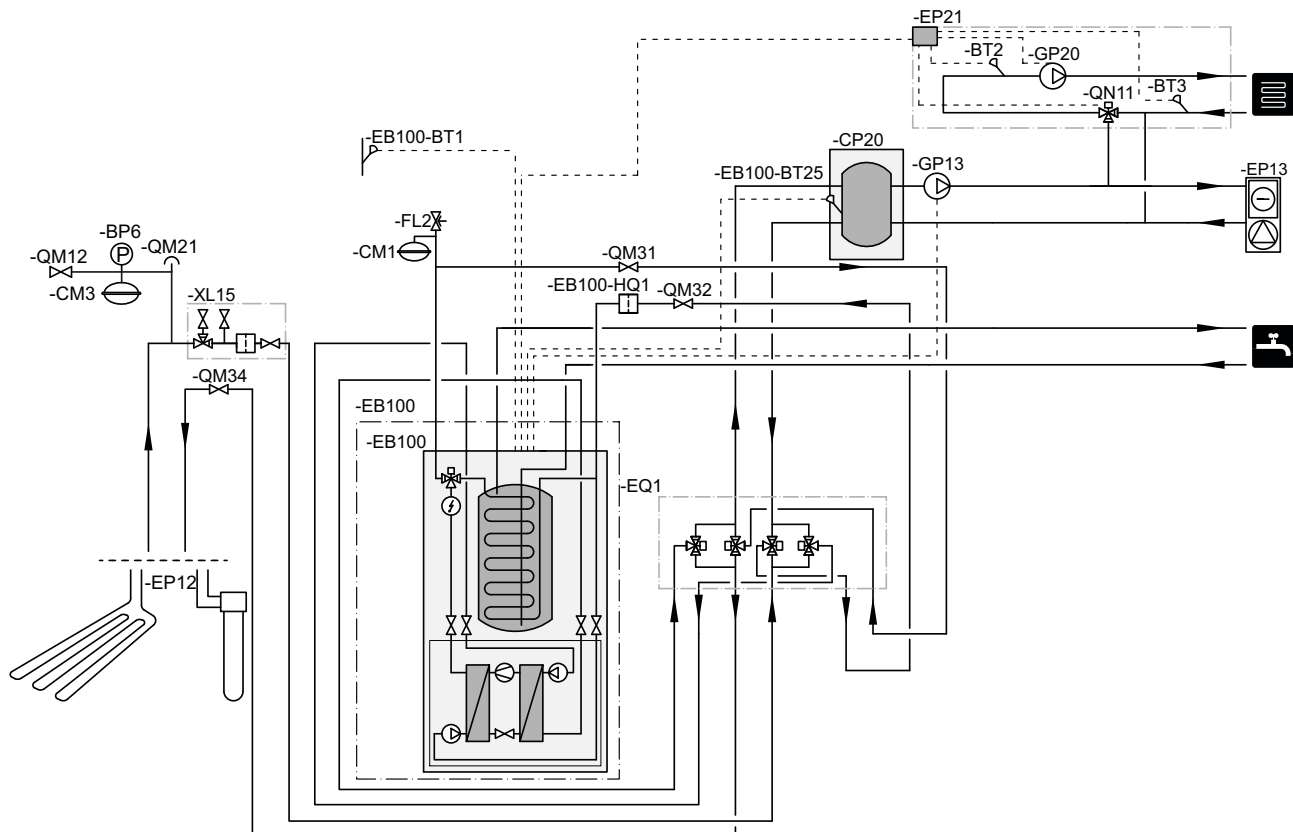 -EP21
-BT2
-GP20
-QN11
-BT3
-EB100-BT1
-CP20
-GP13
-EB100-BT25
-EP13
-FL2
-BP6
-QM21
-CM1
-QM12
P
-QM31
-CM3
-XL15
-EB100-HQ1
-QM32
-QM34
-EB100
-EB100
-EQ1
-EP12